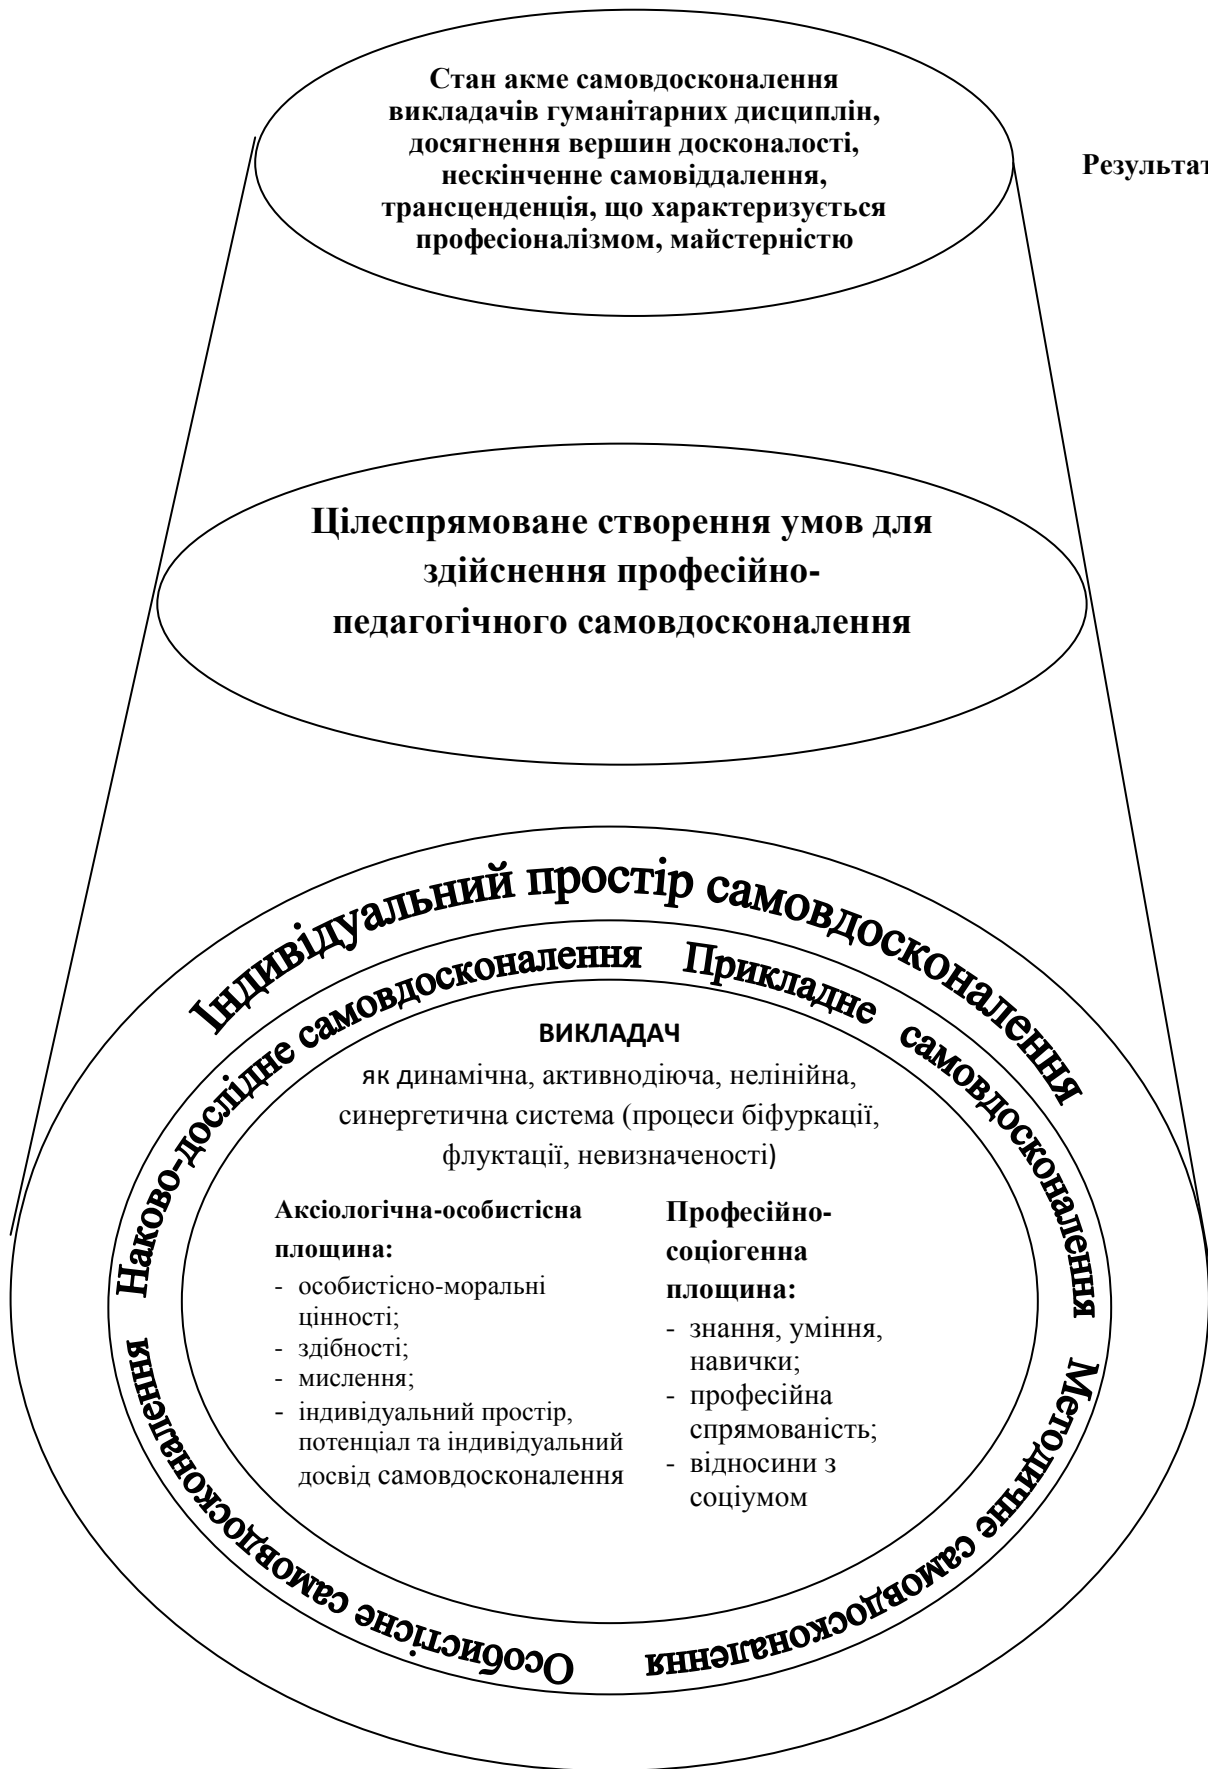 Стан акме самовдосконалення
викладачів гуманітарних дисциплін,
досягнення вершин досконалості,
нескінченне самовіддалення,
трансценденція, що характеризується
професіоналізмом, майстерністю
Результат
Цілеспрямоване створення умов для
здійснення професійно-
педагогічного самовдосконалення
Індивідуальний простір самовдосконалення
Наково-дослідне самовдосконалення
Прикладне самовдосконалення
Методичне самовдосконалення
Особистісне самовдосконалення
ВИКЛАДАЧ
як динамічна, активнодіюча, нелінійна,
синергетична система (процеси біфуркації,
флуктації, невизначеності)
Аксіологічна-особистісна
площина:
- особистісно-моральні
цінності;
- здібності;
- мислення;
- індивідуальний простір,
потенціал та індивідуальний
досвід самовдосконалення
Професійно-
соціогенна
площина:
- знання, уміння,
навички;
- професійна
спрямованість;
- відносини з
соціумом